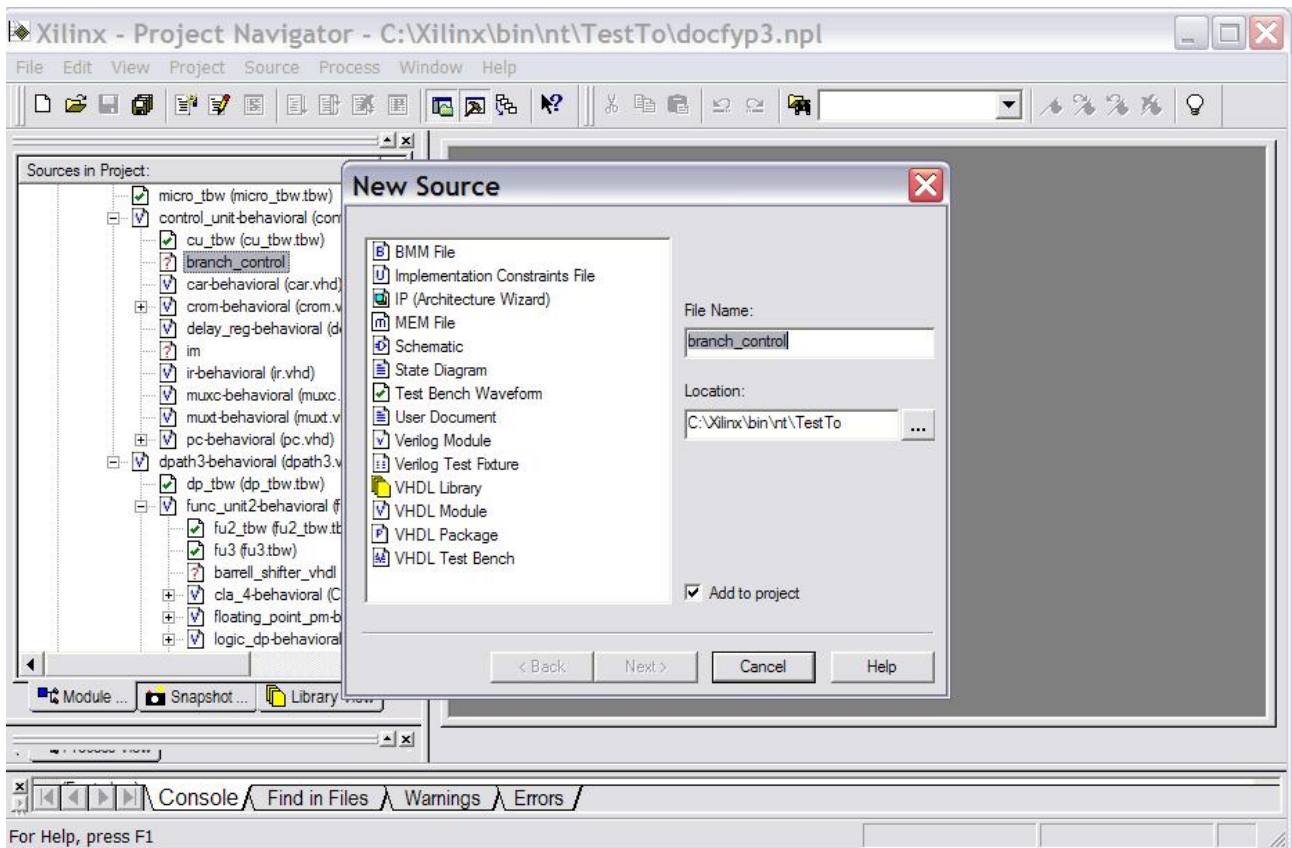 Xilinx - Project Navigator - C:\Xilinx\bin\nt\TestTo\docfyp3.npl
File Edit View Project Source Process Window Help
Sources in Project:
micro_tbw (micro_tbw.tbw)
control_unit-behavioral (con
cu_tbw (cu_tbw.tbw)
branch_control
car-behavioral (car.vhd)
crom-behavioral (crom.v
delay_reg-behavioral (de
im
ir-behavioral (ir.vhd)
muxc-behavioral (muxc.
muxt-behavioral (muxt.v
pc-behavioral (pc.vhd)
dpath3-behavioral (dpath3.v
dp_tbw (dp_tbw.tbw)
func_unit2-behavioral (f
fu2_tbw (fu2_tbw.tb
fu3 (fu3.tbw)
barrell_shifter_vhdl
cla_4-behavioral (C
floating_point_pm-b
logic_dp-behavioral
Module ... Snapshot ... Library View
New Source
BMM File
Implementation Constraints File
IP (Architecture Wizard)
MEM File
Schematic
State Diagram
Test Bench Waveform
User Document
Verilog Module
Verilog Test Fixture
VHDL Library
VHDL Module
VHDL Package
VHDL Test Bench
File Name:
branch_control
Location:
C:\Xilinx\bin\nt\TestTo
...
Add to project
< Back Next > Cancel Help
Process View
Console Find in Files Warnings Errors
For Help, press F1